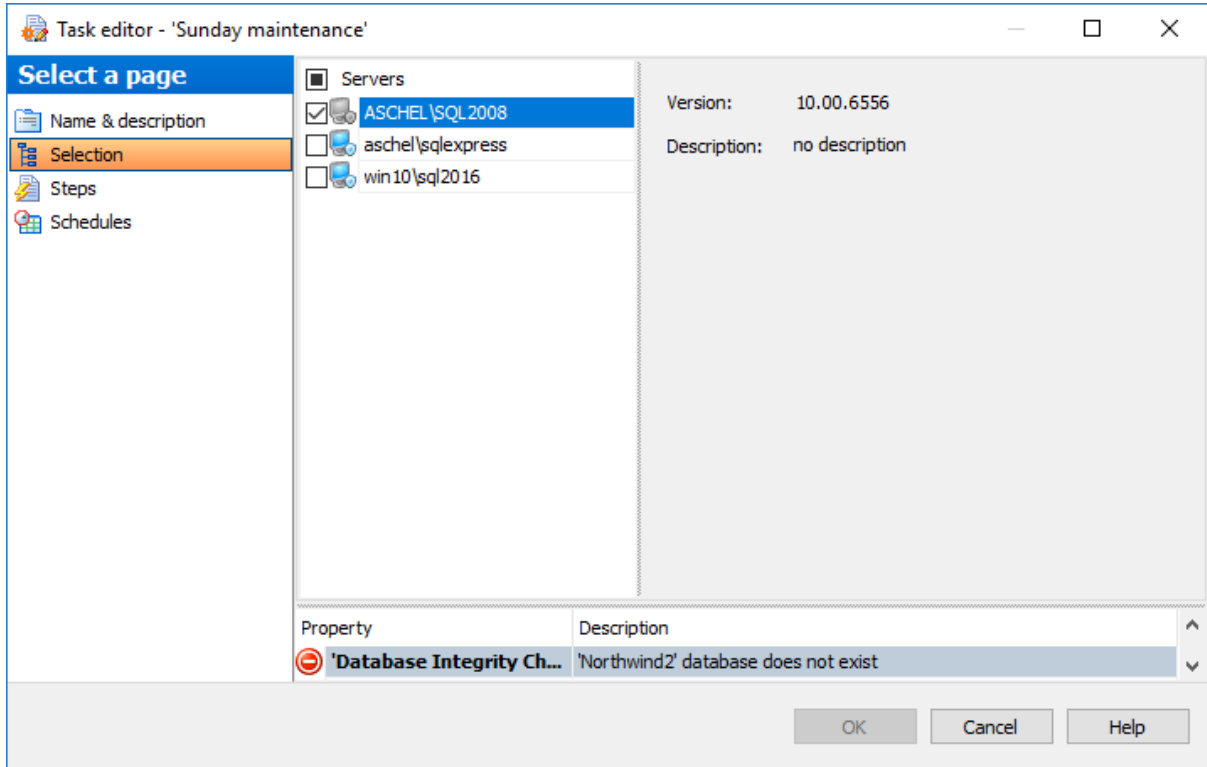 Task editor - 'Sunday maintenance'
Select a page
Name & description
Selection
Steps
Schedules
Servers
ASCHEL\SQL2008
aschel\sqlexpress
win10\sql2016
Version: 10.00.6556
Description: no description
Property Description
'Database Integrity Ch... 'Northwind2' database does not exist
OK Cancel Help